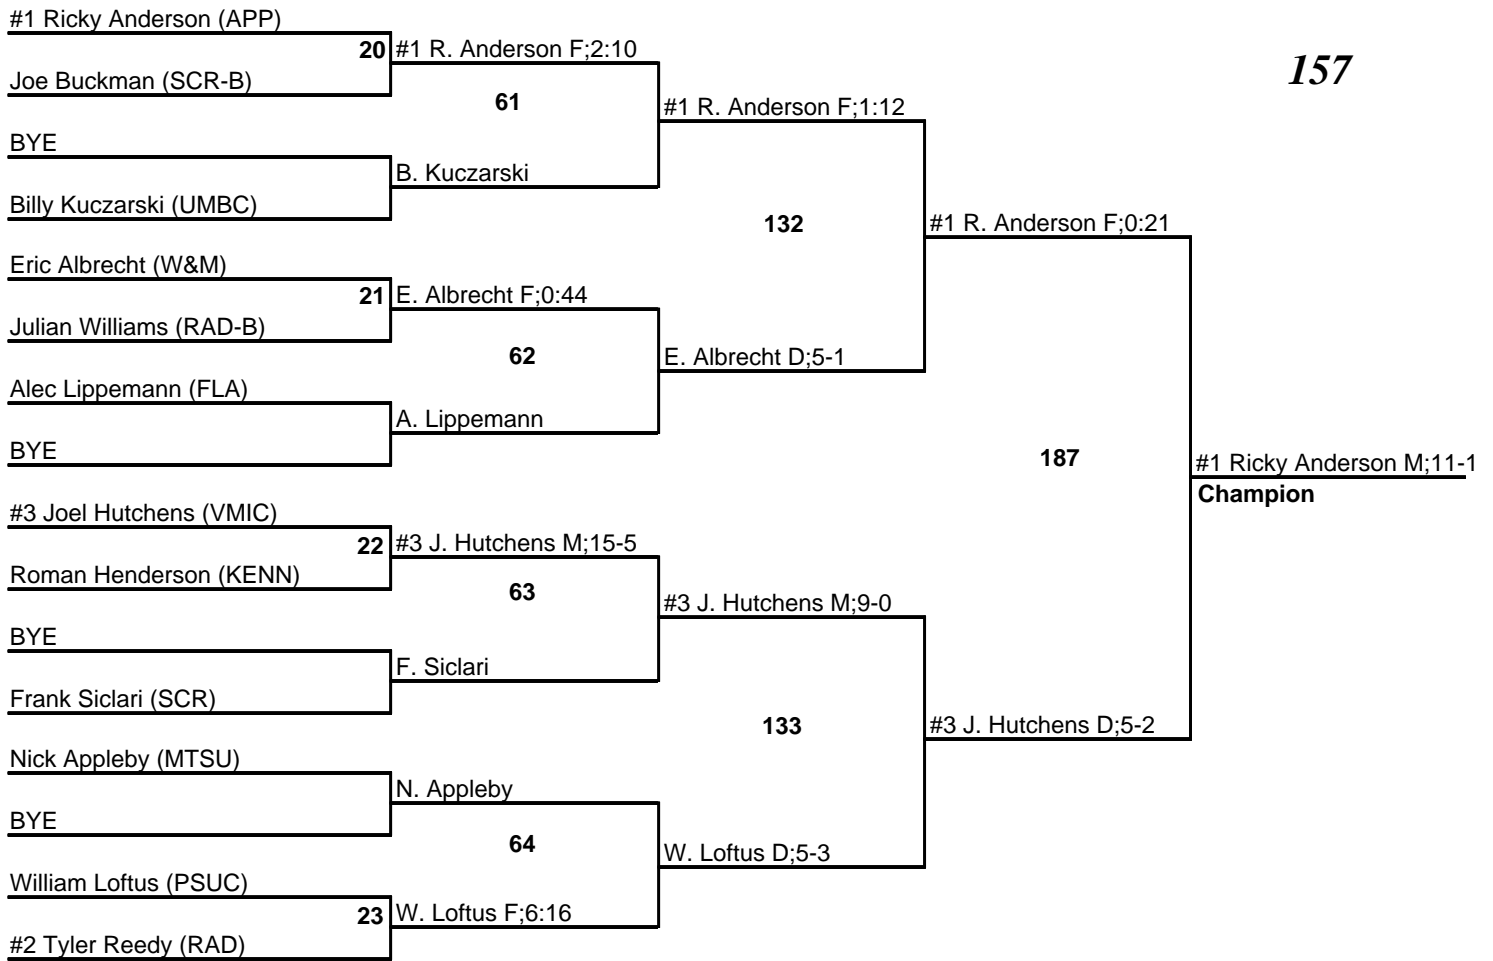 #1 Ricky Anderson (APP)
Joe Buckman (SCR-B)
BYE
Billy Kuczarski (UMBC)
Eric Albrecht (W&M)
Julian Williams (RAD-B)
Alec Lippemann (FLA)
BYE
#3 Joel Hutchens (VMIC)
Roman Henderson (KENN)
BYE
Frank Siclari (SCR)
Nick Appleby (MTSU)
BYE
William Loftus (PSUC)
#2 Tyler Reedy (RAD)
20
21
22
23
#1 R. Anderson F;2:10
61
B. Kuczarski
E. Albrecht F;0:44
62
A. Lippemann
#3 J. Hutchens M;15-5
63
F. Siclari
N. Appleby
64
W. Loftus F;6:16
#1 R. Anderson F;1:12
132
E. Albrecht D;5-1
#3 J. Hutchens M;9-0
133
W. Loftus D;5-3
#1 R. Anderson F;0:21
187
#3 J. Hutchens D;5-2
157
#1 Ricky Anderson M;11-1
Champion